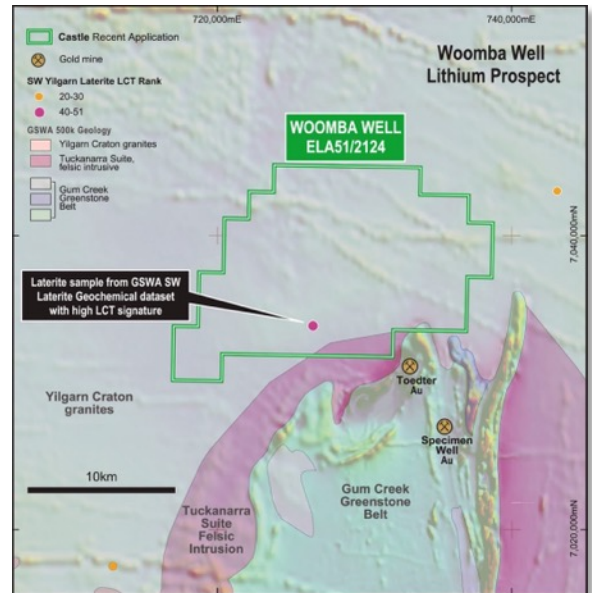 720,000mE
740,000mE
Castle Recent Application
Gold mine
SW Yilgarn Laterite LCT Rank
20-30
40-51
GSWA 500k Geology
Yilgarn Craton granites
Tuckanarra Suite,
felsic intrusive
Gum Creek
Greenstone
Belt
Woomba Well
Lithium Prospect
WOOMBA WELL
ELA51/2124
7,040,000mN
Laterite sample from GSWA SW
Laterite Geochemical dataset
with high LCT signature
Toedter
Au
Yilgarn Craton
granites
Specimen
Well
Au
10km
Gum Creek
Greenstone
Belt
Tuckanarra
Suite
Felsic
Intrusion
7,020,000mN